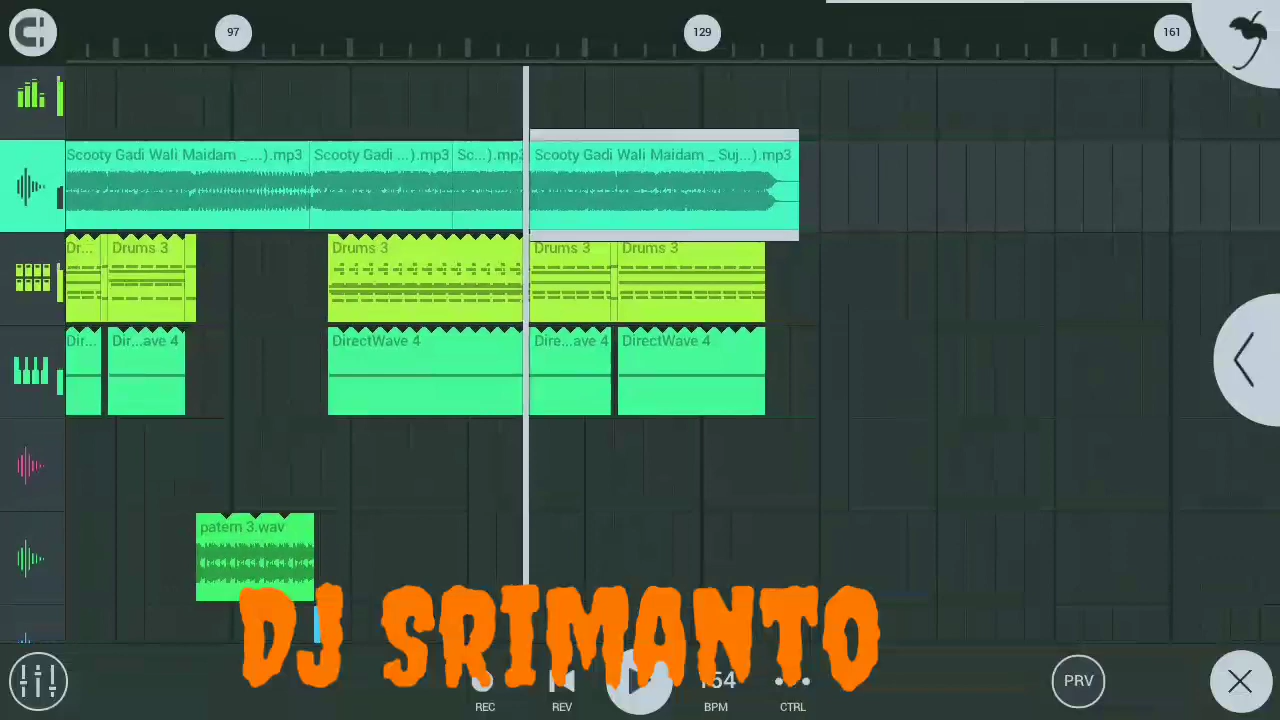 97 129 161
Scooty Gadi Wali Maidam _ ...).mp3 Scooty Gadi ...).mp3 Sc...).mp3 Scooty Gadi Wali Maidam _ Suj...).mp3
Dr... Drums 3 Drums 3 Drums 3 Drums 3
Dir... Dir...ave 4 DirectWave 4 Dire...ave 4 DirectWave 4
patern 3.wav
DJ SRIMANTO
154 PRV
REC REV BPM CTRL